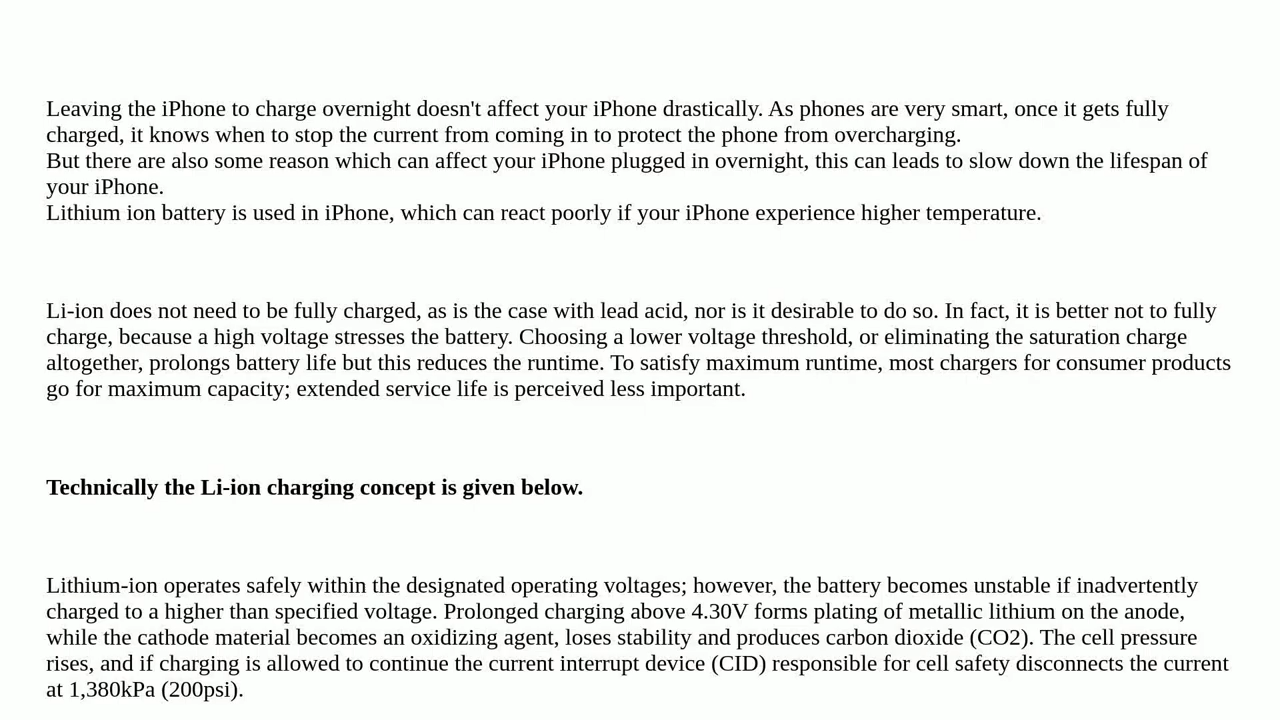 Leaving the iPhone to charge overnight doesn't affect your iPhone drastically. As phones are very smart, once it gets fully
charged, it knows when to stop the current from coming in to protect the phone from overcharging.
But there are also some reason which can affect your iPhone plugged in overnight, this can leads to slow down the lifespan of
your iPhone.
Lithium ion battery is used in iPhone, which can react poorly if your iPhone experience higher temperature.
Li-ion does not need to be fully charged, as is the case with lead acid, nor is it desirable to do so. In fact, it is better not to fully
charge, because a high voltage stresses the battery. Choosing a lower voltage threshold, or eliminating the saturation charge
altogether, prolongs battery life but this reduces the runtime. To satisfy maximum runtime, most chargers for consumer products
go for maximum capacity; extended service life is perceived less important.
Technically the Li-ion charging concept is given below.
Lithium-ion operates safely within the designated operating voltages; however, the battery becomes unstable if inadvertently
charged to a higher than specified voltage. Prolonged charging above 4.30V forms plating of metallic lithium on the anode,
while the cathode material becomes an oxidizing agent, loses stability and produces carbon dioxide (CO2). The cell pressure
rises, and if charging is allowed to continue the current interrupt device (CID) responsible for cell safety disconnects the current
at 1,380kPa (200psi).